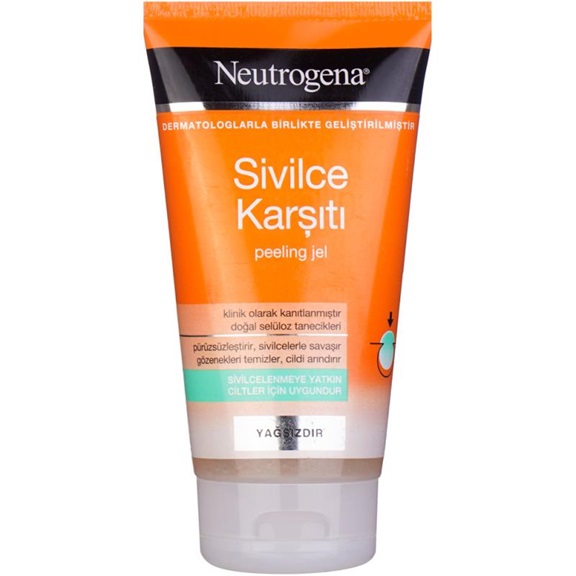 Neutrogena®
DERMATOLOGLARLA BİRLİKTE GELİŞTİRİLMİŞTİR
Sivilce
Karşıtı
peeling jel
klinik olarak kanıtlanmıştır
doğal selüloz tanecikleri
pürüzsüzleştirir, sivilcelerle savaşır
gözenekleri temizler, cildi arındırır
SİVİLCELENMEYE YATKIN
CİLTLER İÇİN UYGUNDUR
YAĞSIZDIR